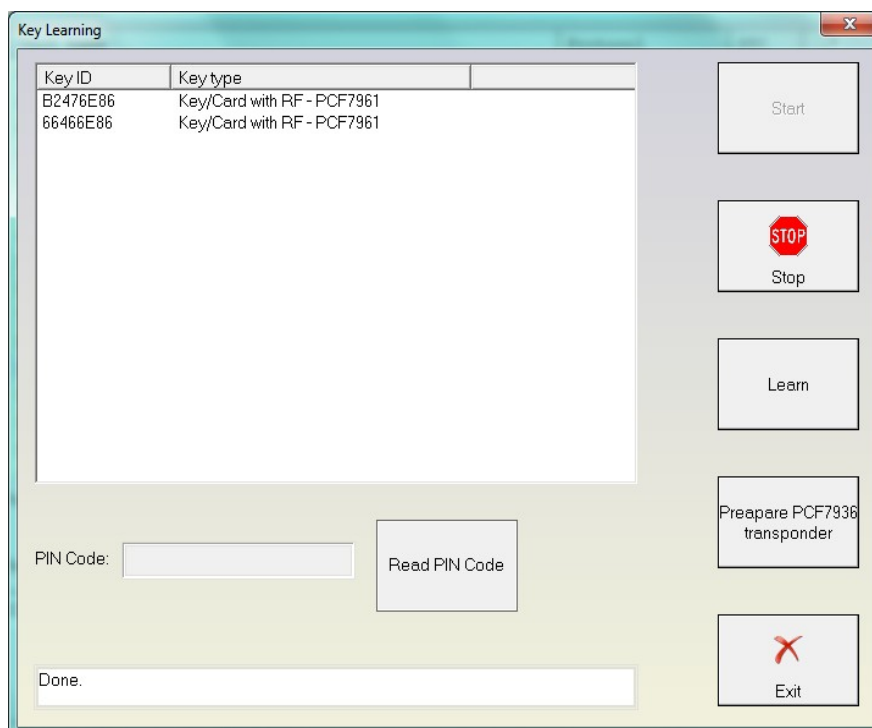 Key Learning
Key ID Key type
B2476E86 Key/Card with RF - PCF7961
66466E86 Key/Card with RF - PCF7961
Start
STOP
Stop
Learn
Preapare PCF7936
transponder
PIN Code:
Read PIN Code
Done.
Exit